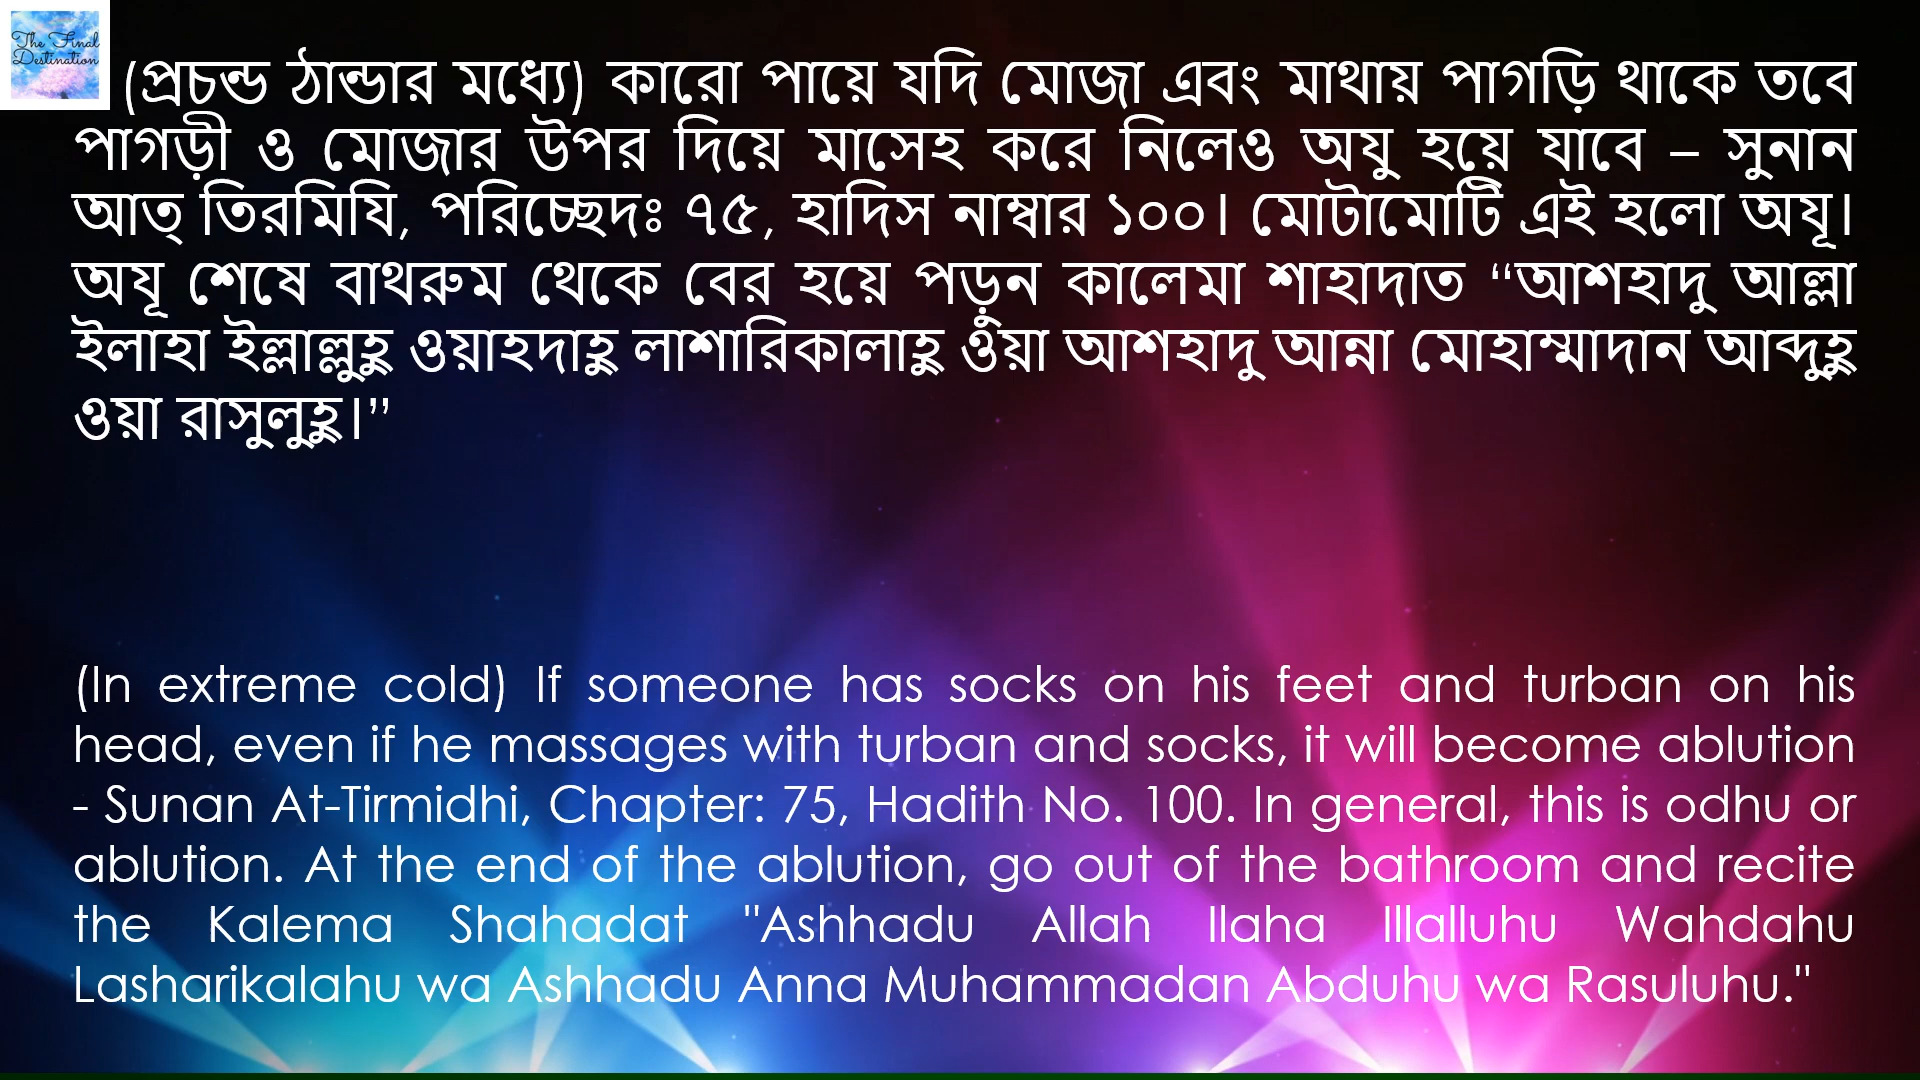 The Final
Destination
(প্রচন্ড ঠান্ডার মধ্যে) কারো পায়ে যদি মোজা এবং মাথায় পাগড়ি থাকে তবে
পাগড়ী ও মোজার উপর দিয়ে মাসেহ করে নিলেও অযু হয়ে যাবে – সুনান
আত্ তিরমিযি, পরিচ্ছেদঃ ৭৫, হাদিস নাম্বার ১০০। মোটামোটি এই হলো অযূ।
অযূ শেষে বাথরুম থেকে বের হয়ে পড়ুন কালেমা শাহাদাত “আশহাদু আল্লা
ইলাহা ইল্লাল্লুহু ওয়াহদাহু লাশারিকালাহু ওয়া আশহাদু আন্না মোহাম্মাদান আব্দুহু
ওয়া রাসুলুহু।”
(In extreme cold) If someone has socks on his feet and turban on his
head, even if he massages with turban and socks, it will become ablution
- Sunan At-Tirmidhi, Chapter: 75, Hadith No. 100. In general, this is odhu or
ablution. At the end of the ablution, go out of the bathroom and recite
the Kalema Shahadat "Ashhadu Allah Ilaha Illalluhu Wahdahu
Lasharikalahu wa Ashhadu Anna Muhammadan Abduhu wa Rasuluhu."